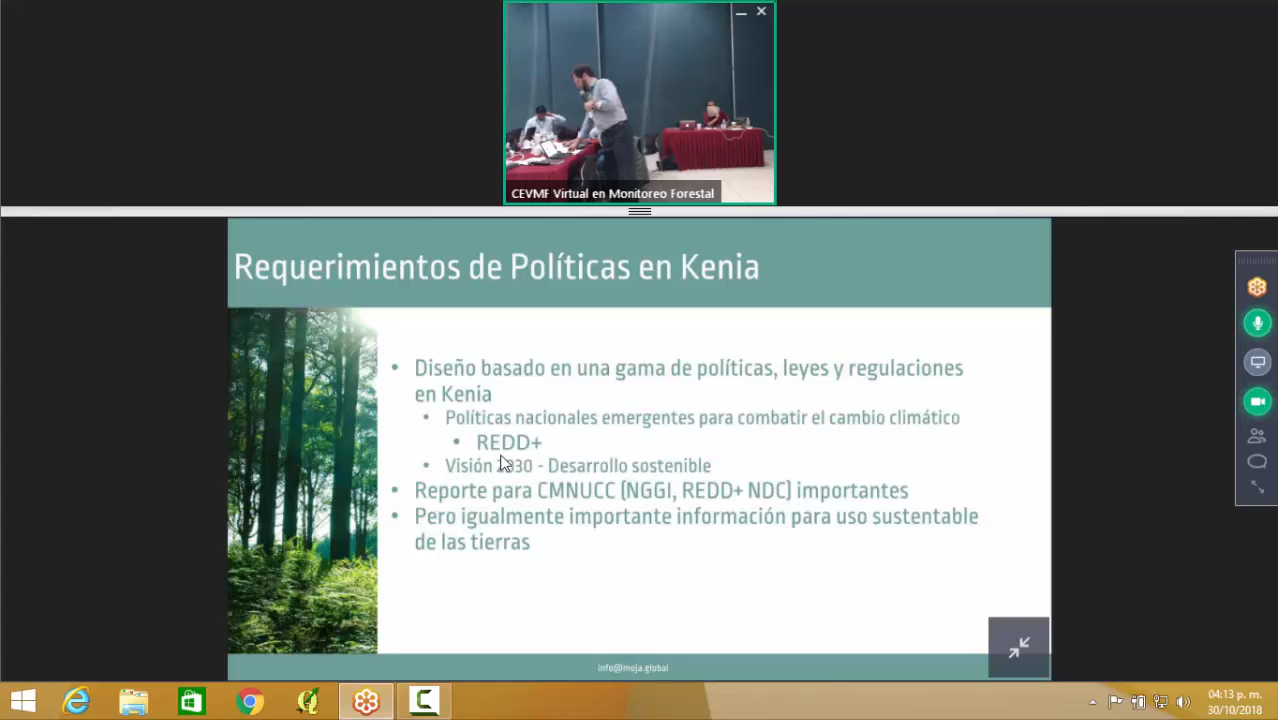 CEVMF Virtual en Monitoreo Forestal
Requerimientos de Políticas en Kenia
• Diseño basado en una gama de políticas, leyes y regulaciones
en Kenia
• Políticas nacionales emergentes para combatir el cambio climático
• REDD+
• Visión 2030 - Desarrollo sostenible
• Reporte para CMNUCC (NGGI, REDD+ NDC) importantes
• Pero igualmente importante información para uso sustentable
de las tierras
info@moja.global
04:13 p. m.
30/10/2018